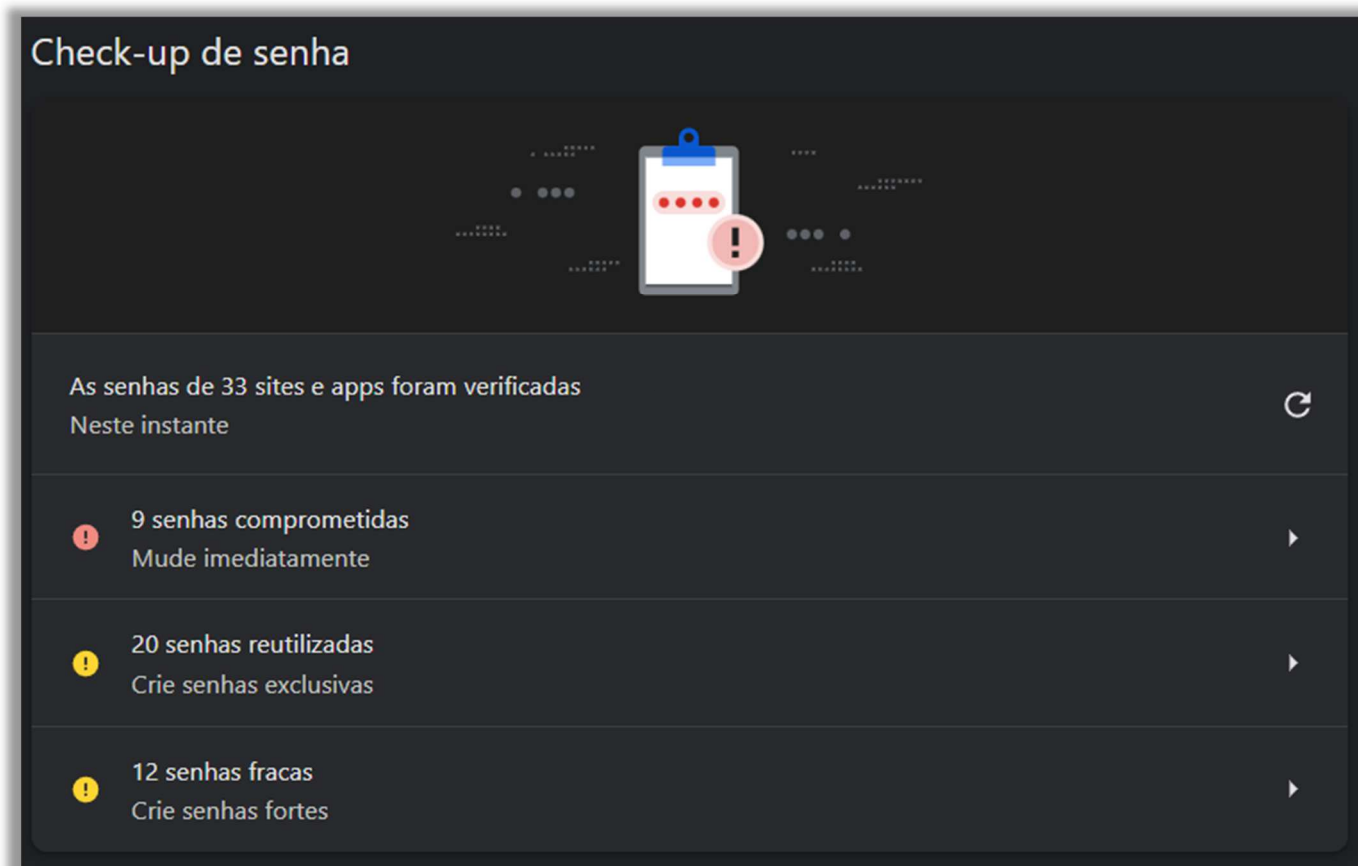 Check-up de senha
As senhas de 33 sites e apps foram verificadas
Neste instante
9 senhas comprometidas
Mude imediatamente
20 senhas reutilizadas
Crie senhas exclusivas
12 senhas fracas
Crie senhas fortes